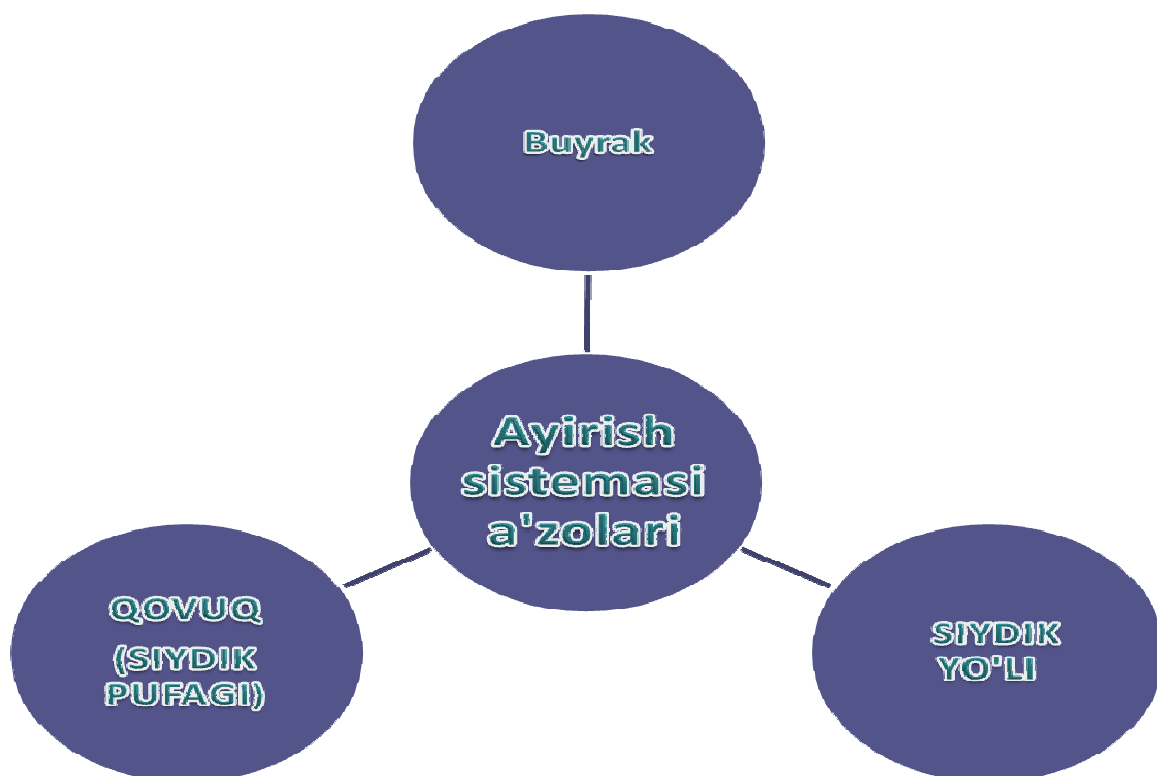 Buyrak
Ayirish
sistemasi
a'zolari
QOVUQ
(SIYDIK
PUFAGI)
SIYDIK
YO'LI